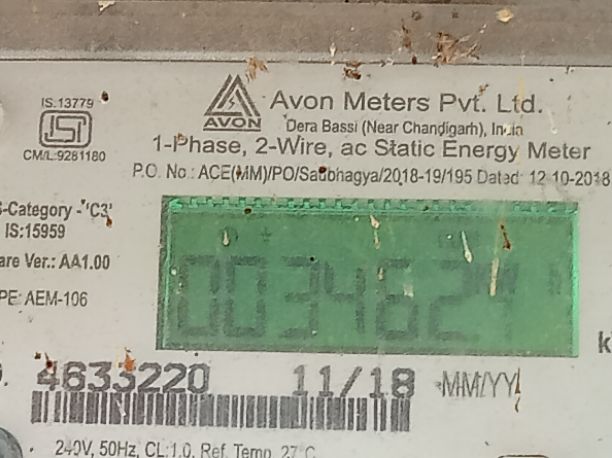 IS.13779
CM/L:9281180
AVON
Avon Meters Pvt. Ltd.
Dera Bassi (Near Chandigarh), India
1-Phase, 2-Wire, ac Static Energy Meter
P.O. No.: ACE(MM)/PO/Saubhagya/2018-19/195 Dated: 12-10-2018
-Category -'C3'
IS:15959
are Ver.: AA1.00
PE: AEM-106
003462
k
4633220 11/18 MM/YY
240V, 50Hz, CL:1.0, Ref. Temp. 27°C